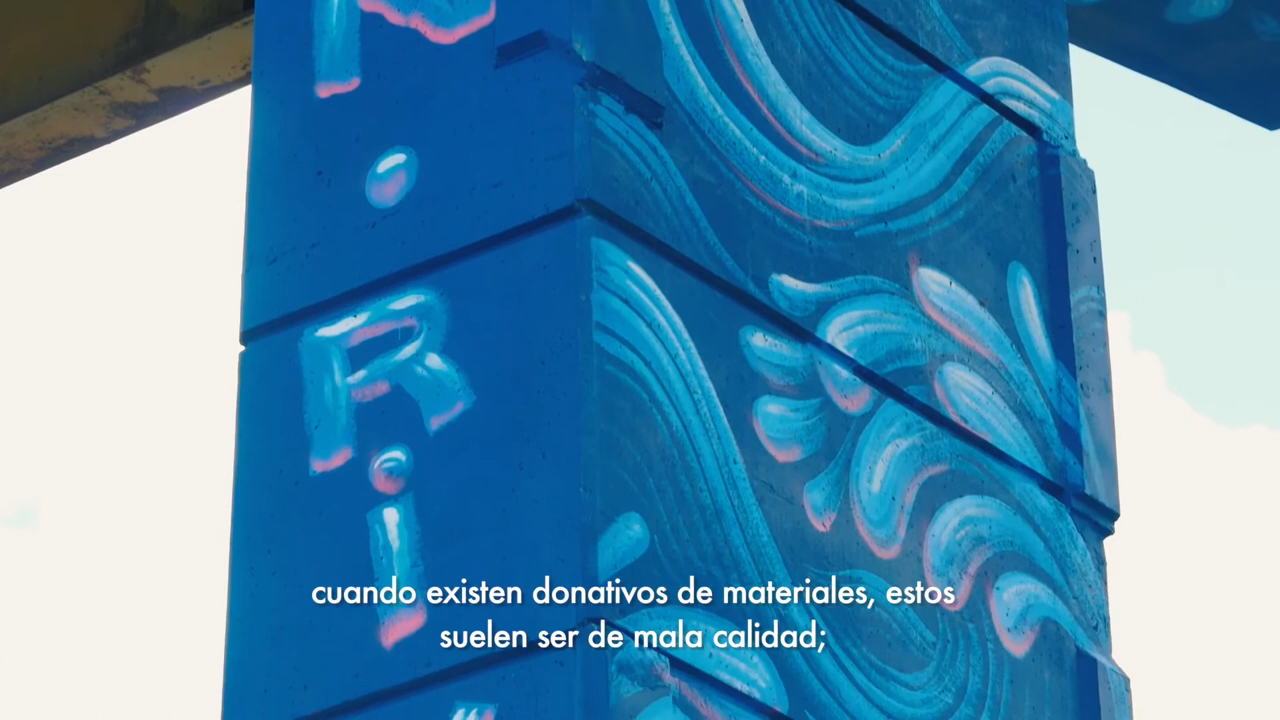 R
i
cuando existen donativos de materiales, estos
suelen ser de mala calidad;